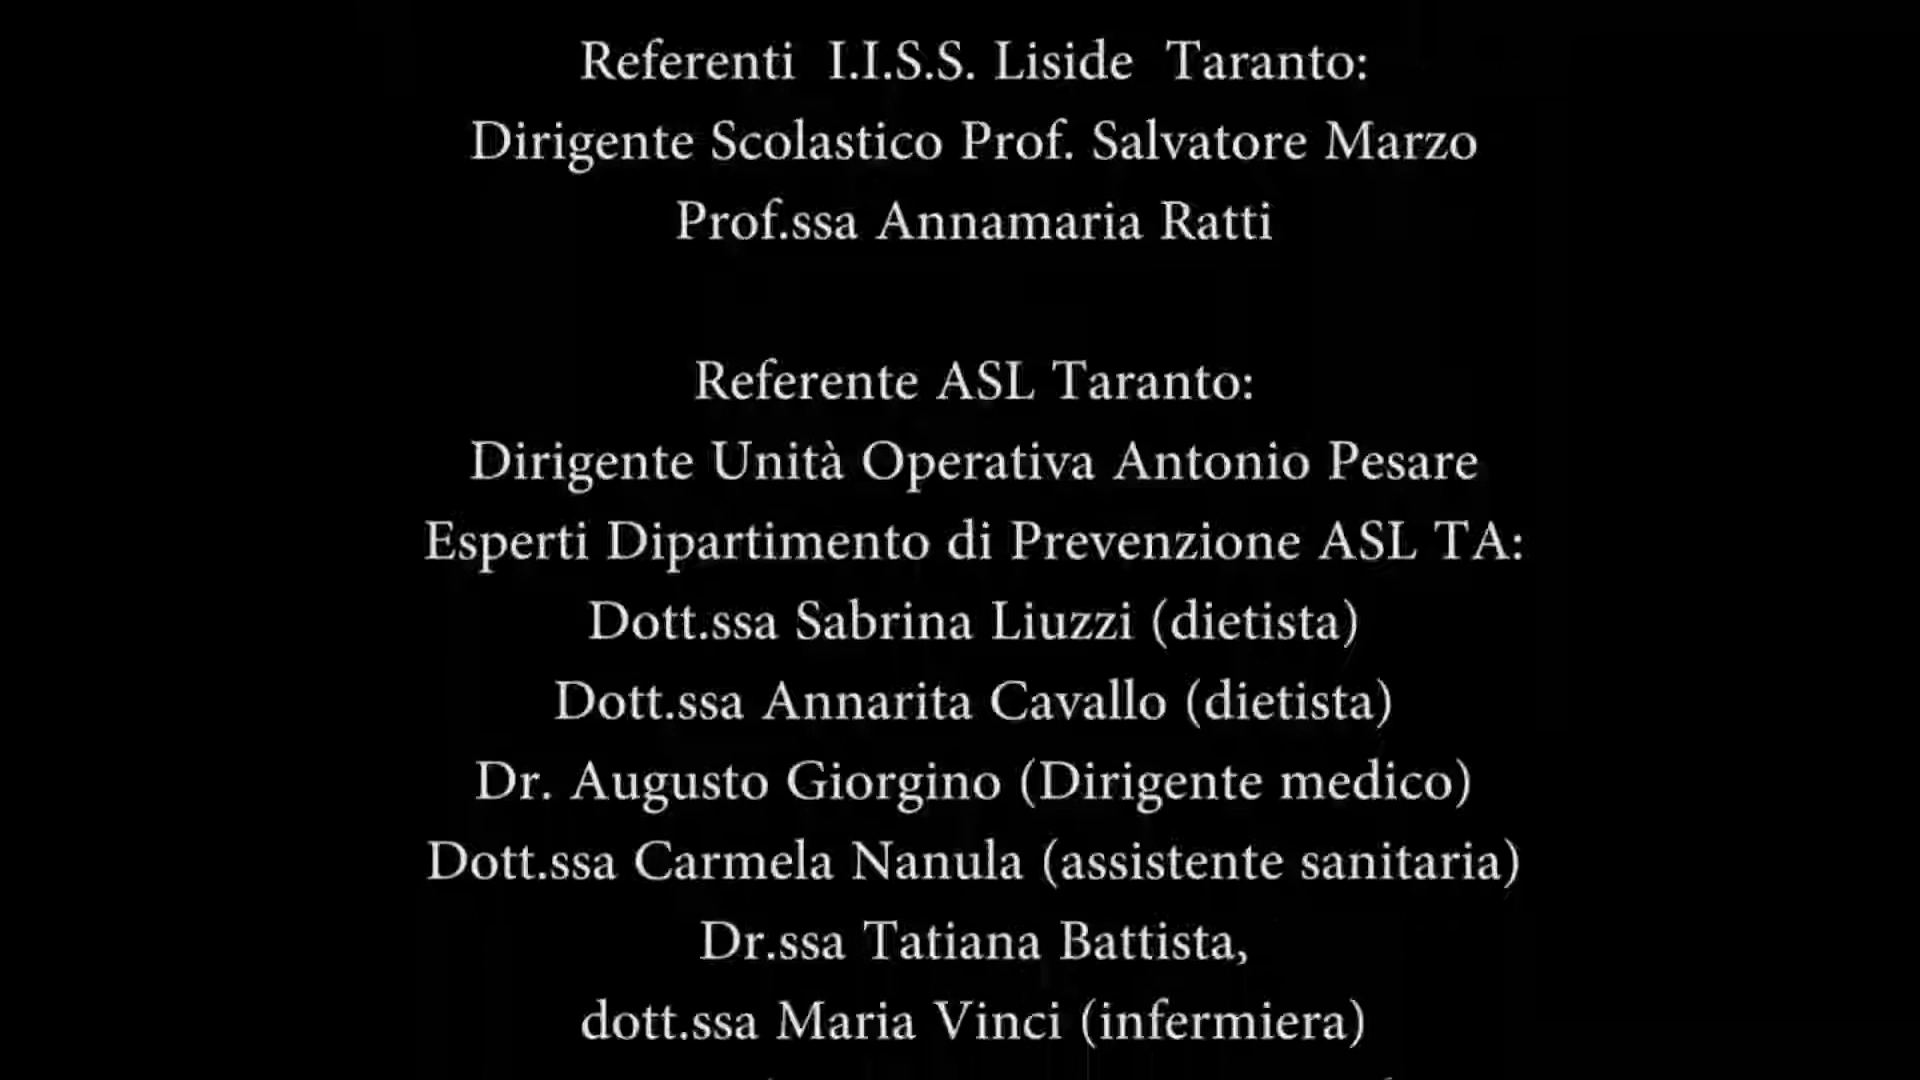 Referenti I.I.S.S. Liside Taranto:
Dirigente Scolastico Prof. Salvatore Marzo
Prof.ssa Annamaria Ratti
Referente ASL Taranto:
Dirigente Unità Operativa Antonio Pesare
Esperti Dipartimento di Prevenzione ASL TA:
Dott.ssa Sabrina Liuzzi (dietista)
Dott.ssa Annarita Cavallo (dietista)
Dr. Augusto Giorgino (Dirigente medico)
Dott.ssa Carmela Nanula (assistente sanitaria)
Dr.ssa Tatiana Battista,
dott.ssa Maria Vinci (infermiera)